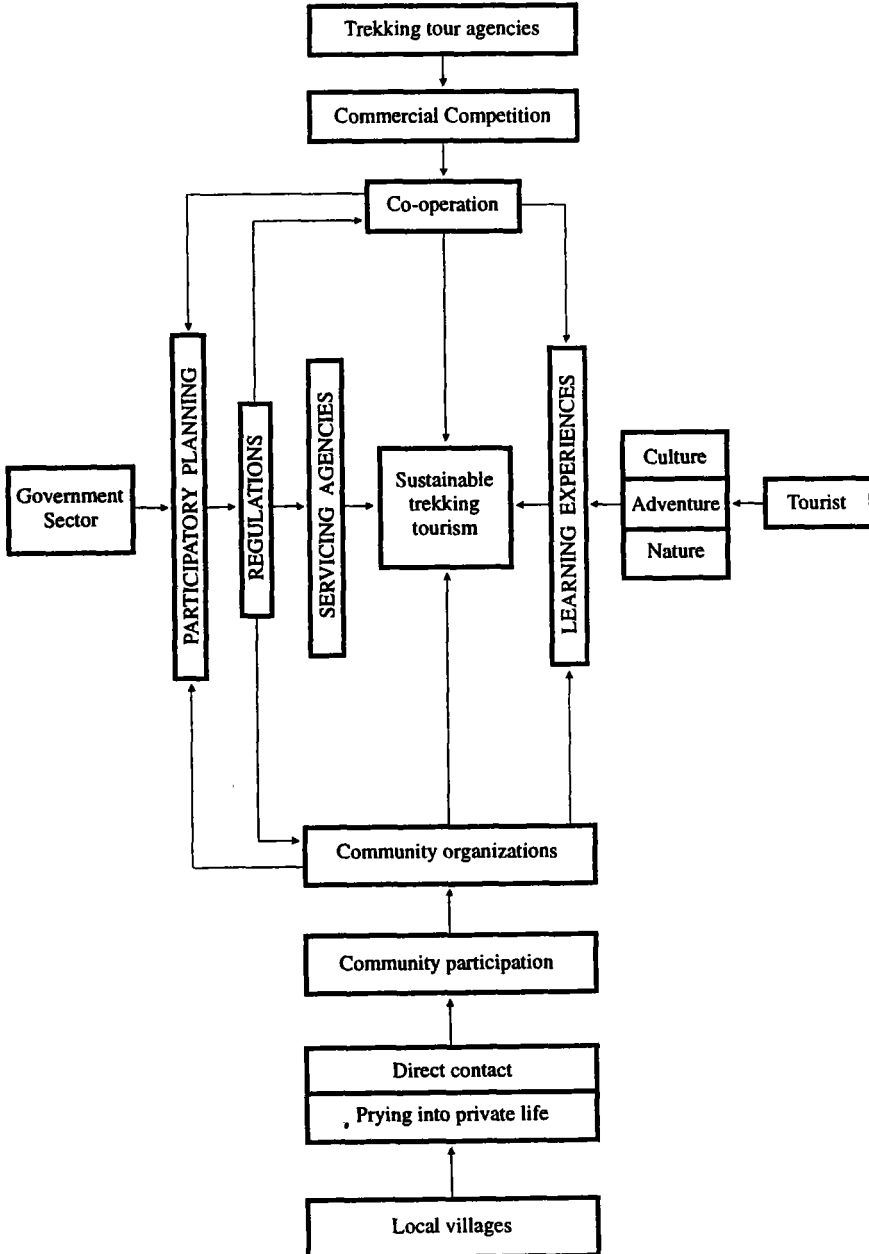 Trekking tour agencies
Commercial Competition
Co-operation
Government
Sector
PARTICIPATORY PLANNING
REGULATIONS
SERVICING AGENCIES
Sustainable
trekking
tourism
LEARNING EXPERIENCES
Culture
Adventure
Nature
Tourist
Community organizations
Community participation
Direct contact
Prying into private life
Local villages